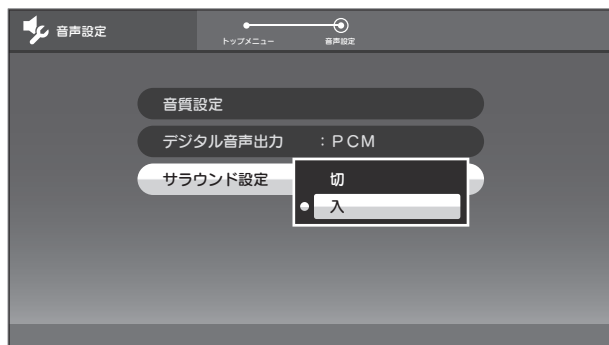 音声設定
トップメニュー 音声設定
音質設定
デジタル音声出力 ：PCM
サラウンド設定 切
入